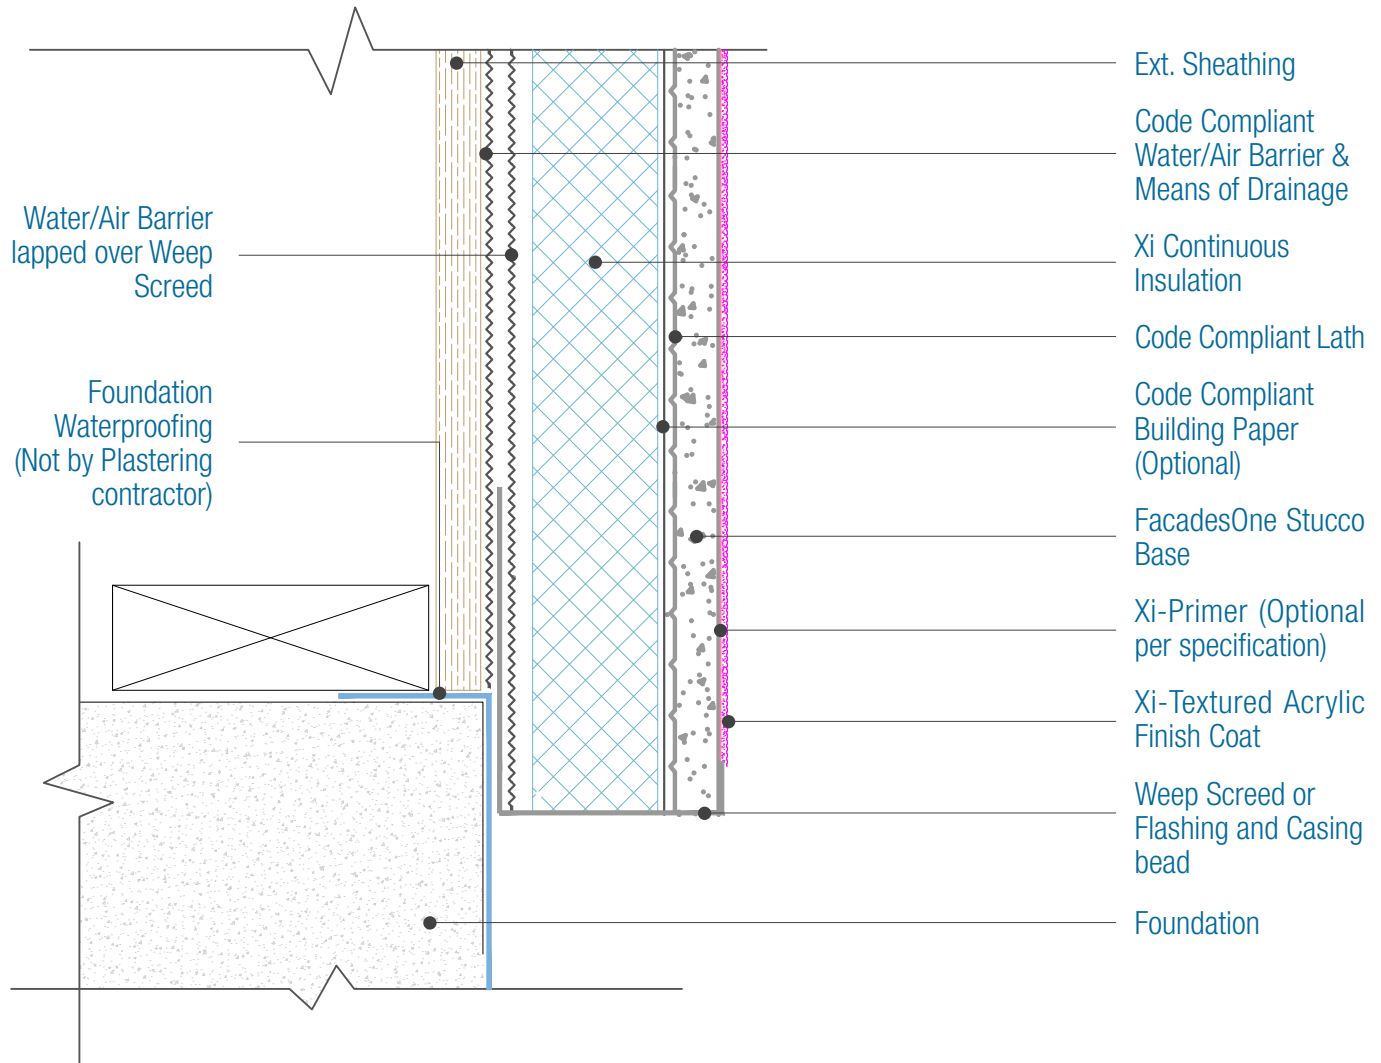 Water/Air Barrier
lapped over Weep
Screed
Foundation
Waterproofing
(Not by Plastering
contractor)
Ext. Sheathing
Code Compliant
Water/Air Barrier &
Means of Drainage
Xi Continuous
Insulation
Code Compliant Lath
Code Compliant
Building Paper
(Optional)
FacadesOne Stucco
Base
Xi-Primer (Optional
per specification)
Xi-Textured Acrylic
Finish Coat
Weep Screed or
Flashing and Casing
bead
Foundation